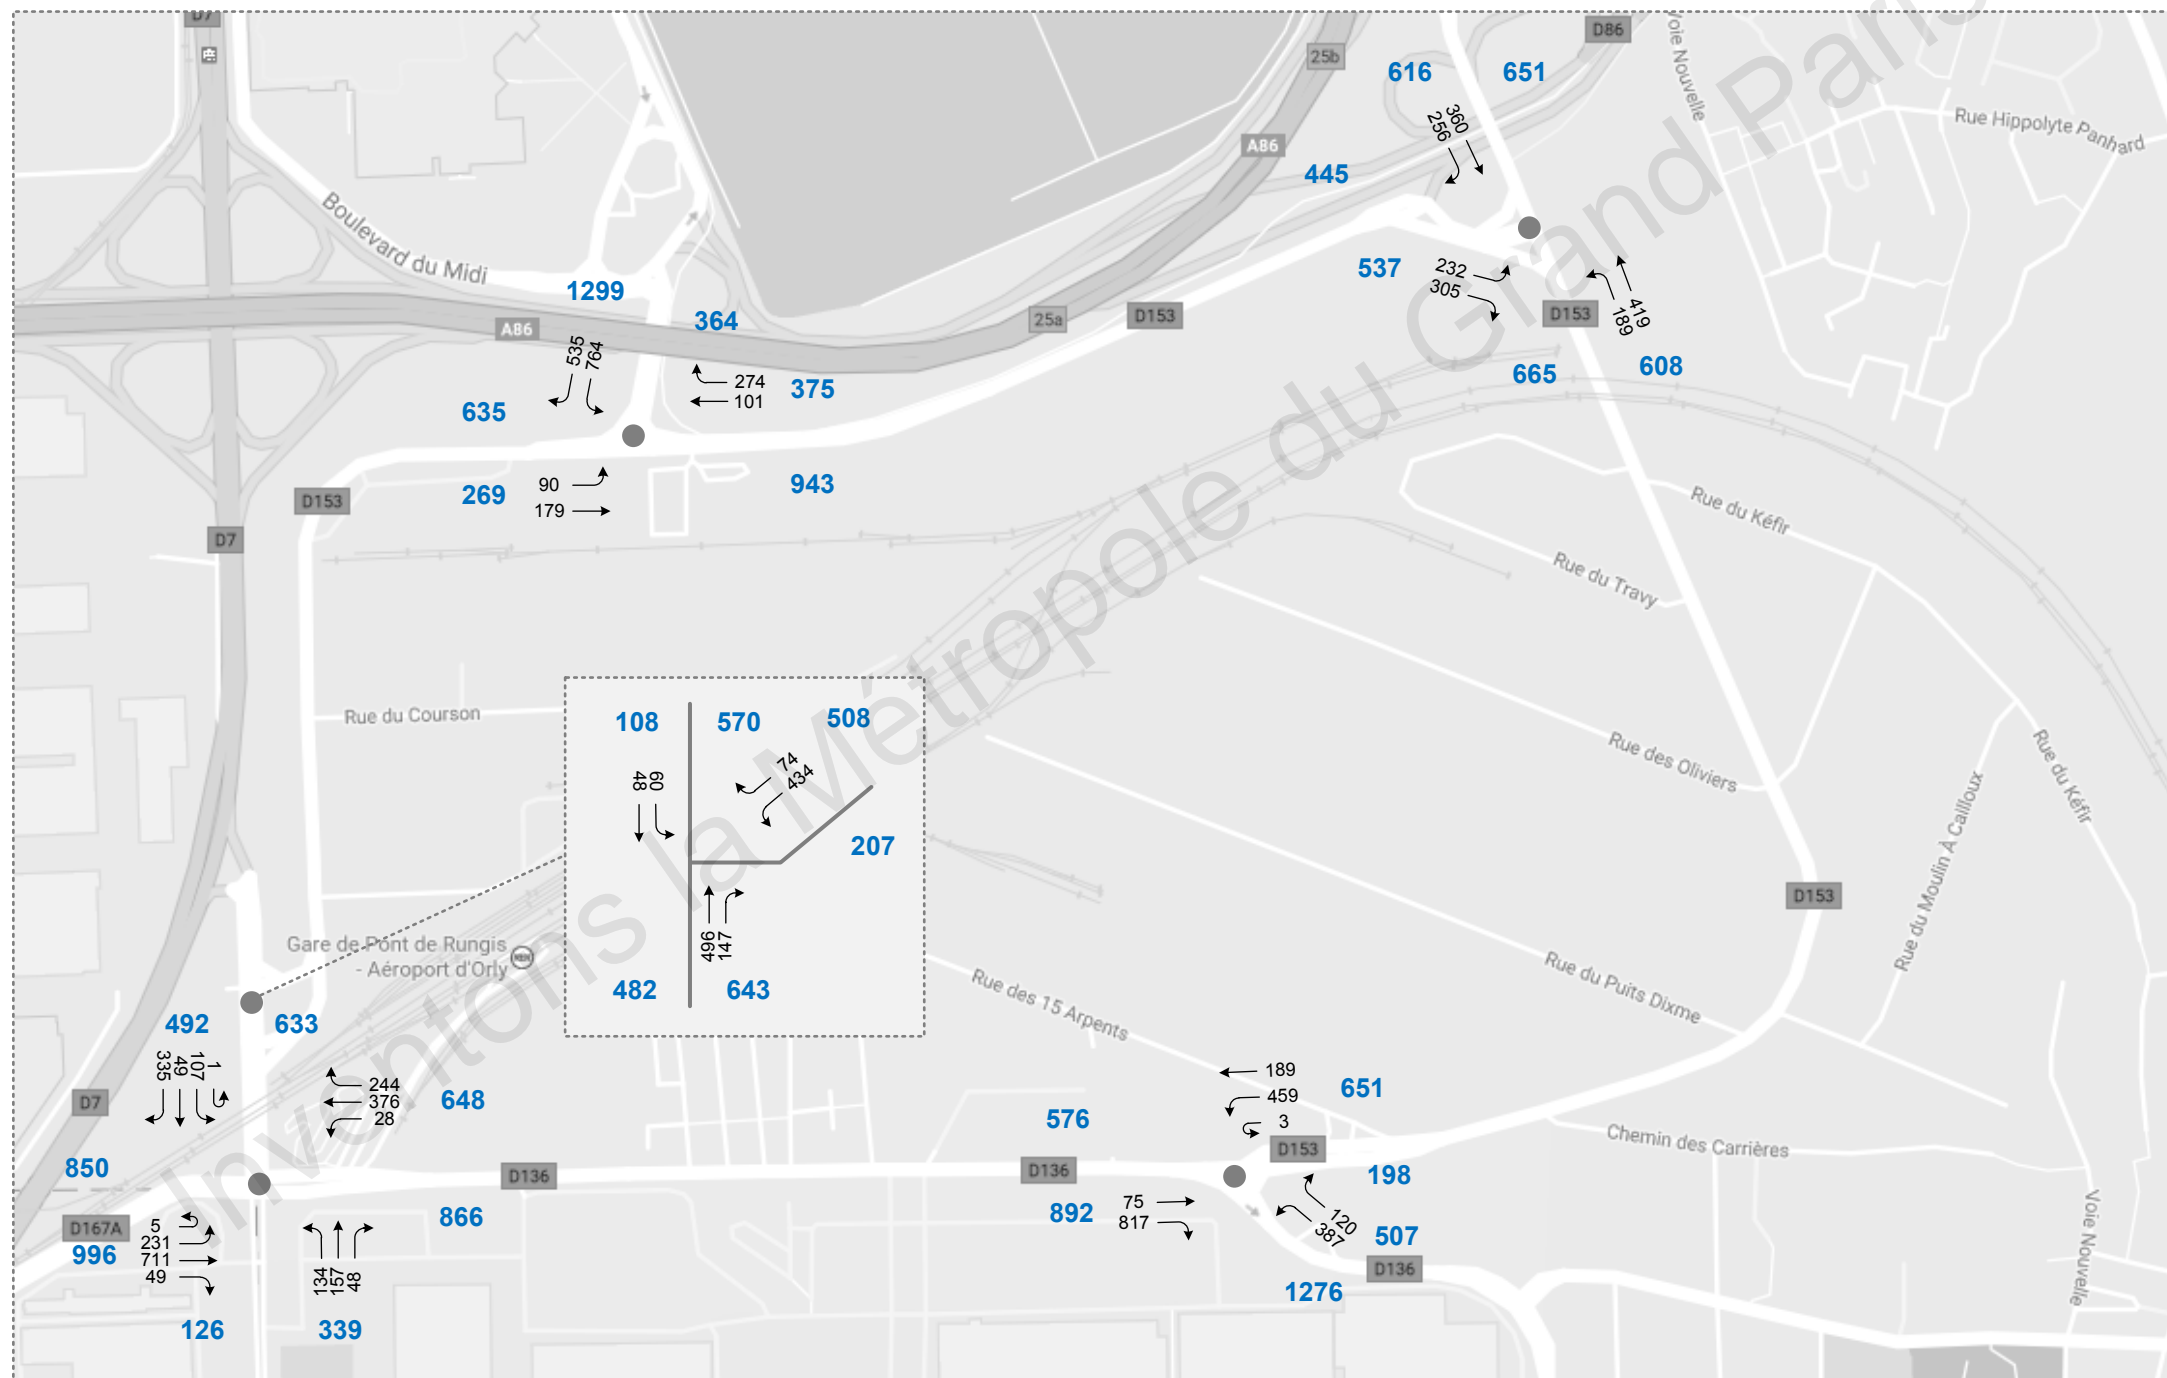 D7
25b
D86
Voie Nouvelle
616
651
360
256
Rue Hippolyte Panhard
A86
445
Boulevard du Midi
1299
364
A86
25a
D153
537
232
305
D153
419
189
665
608
535
764
274
101
375
635
269
90
179
943
D153
D7
Rue du Kéfir
Rue du Travy
Rue du Courson
108
570
508
48
60
74
434
207
496
147
482
643
Rue des Oliviers
Rue du Kéfir
Rue du Moulin À Cailloux
D153
Gare de Pont de Rungis
- Aéroport d'Orly
Rue des 15 Arpents
Rue du Puits Dixme
492
633
335
49
107
1
244
376
28
648
D7
850
D167A
996
5
231
711
49
134
157
48
126
339
D136
866
576
D136
892
75
817
189
459
3
651
D153
198
120
387
507
D136
1276
Chemin des Carrières
Voie Nouvelle
Inventons la Métropole du Grand Paris